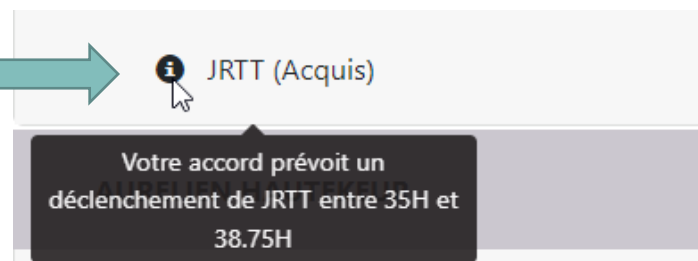 JRTT (Acquis)
Votre accord prévoit un
déclenchement de JRTT entre 35H et
38.75H